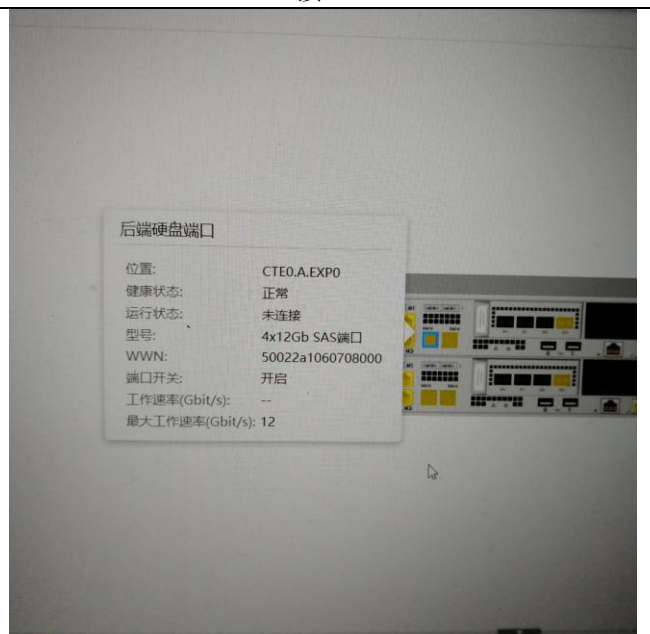 后端硬盘端口
位置: CTE0.A.EXP0
健康状态: 正常
运行状态: 未连接
型号: 4x12Gb SAS端口
WWN: 50022a1060708000
端口开关: 开启
工作速率(Gbit/s): --
最大工作速率(Gbit/s): 12